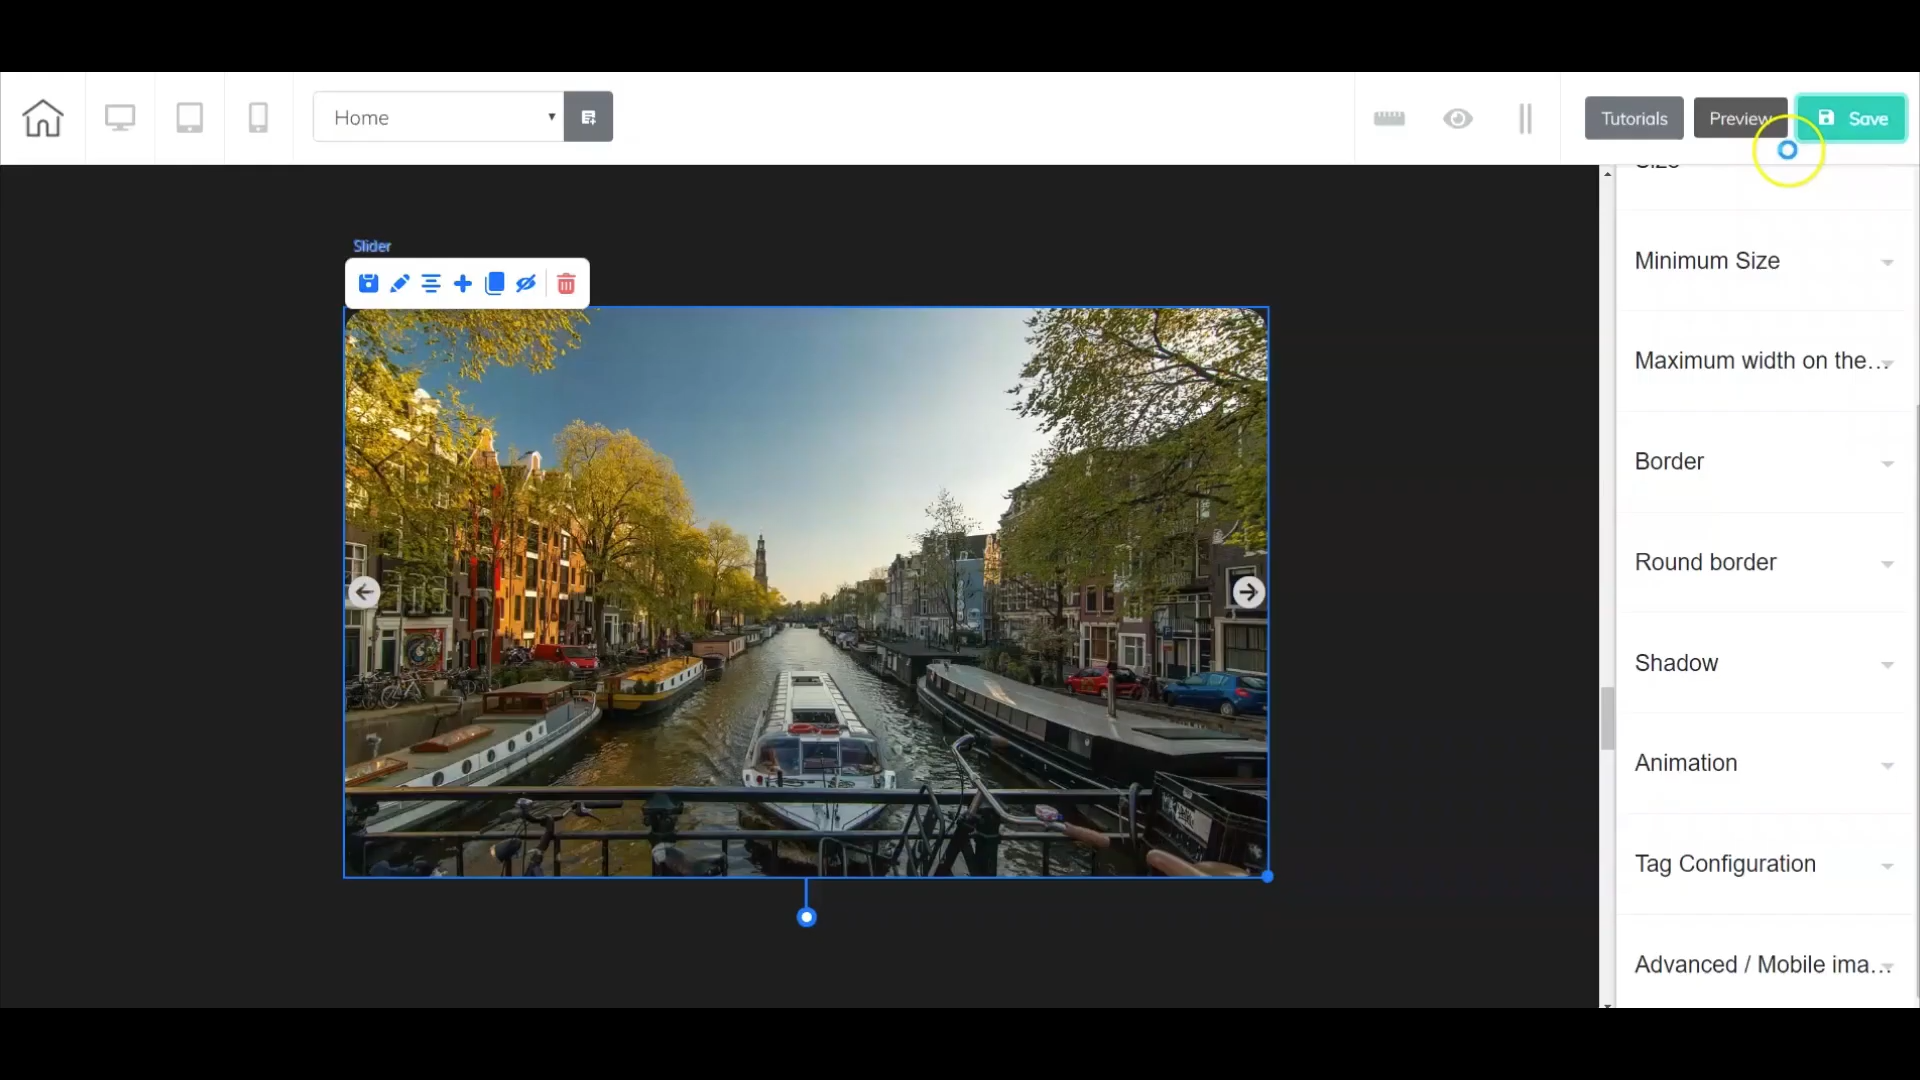 Home
Tutorials
Preview
Save
Slider
Minimum Size
Maximum width on the...
Border
Round border
Shadow
Animation
Tag Configuration
Advanced / Mobile ima...